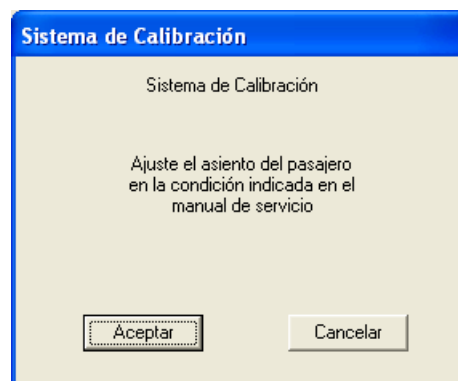 Sistema de Calibración
Sistema de Calibración
Ajuste el asiento del pasajero
en la condición indicada en el
manual de servicio
Aceptar Cancelar